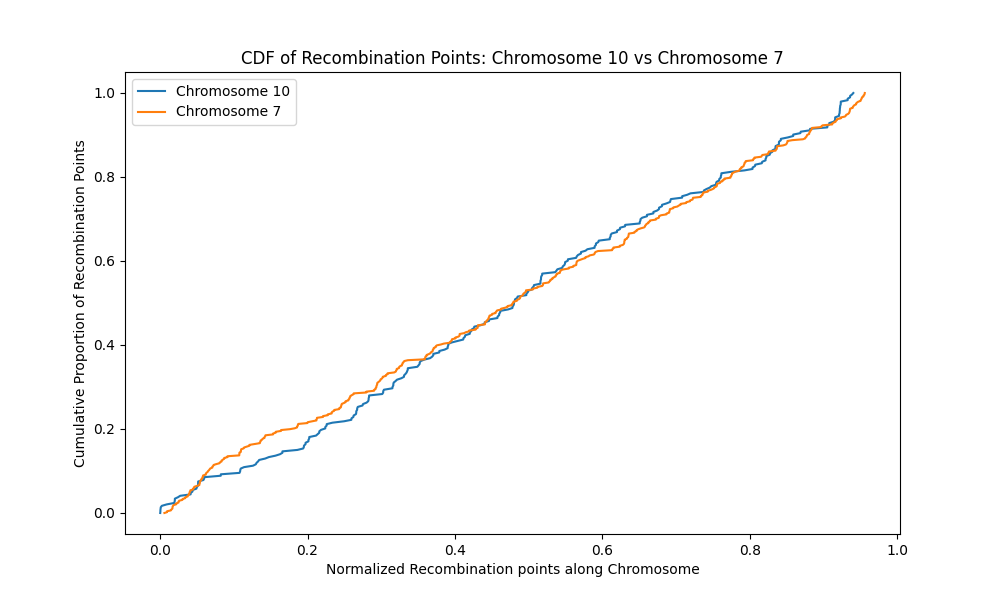 CDF of Recombination Points: Chromosome 10 vs Chromosome 7
Chromosome 10
Chromosome 7
1.0
0.8
0.6
0.4
0.2
0.0
Cumulative Proportion of Recombination Points
0.0 0.2 0.4 0.6 0.8 1.0
Normalized Recombination points along Chromosome